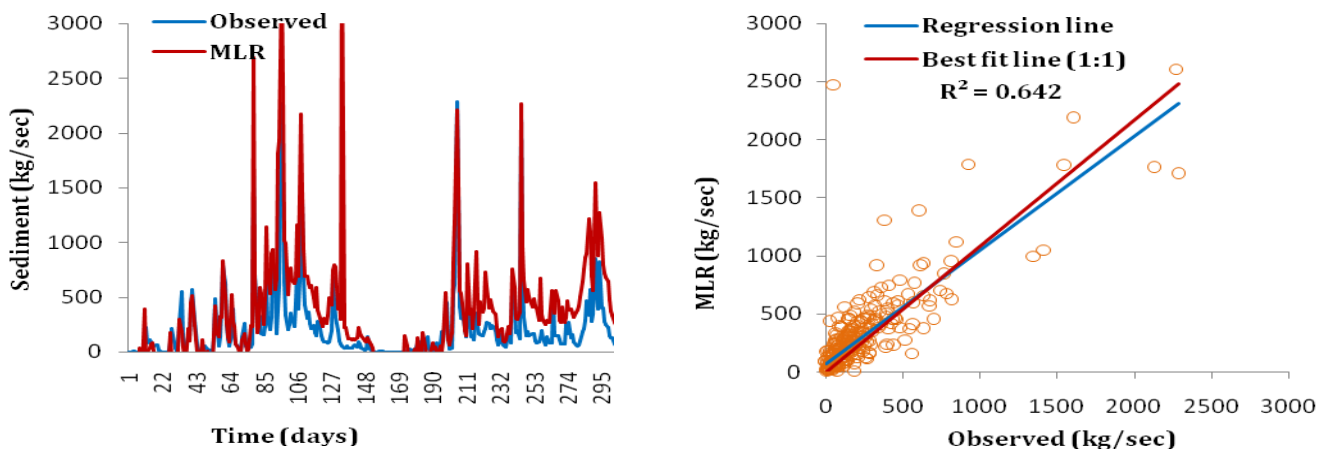 Observed
MLR
3000
2500
2000
1500
1000
500
0
Sediment (kg/sec)
1 22 43 64 85 106 127 148 169 190 211 232 253 274 295
Time (days)
Regression line
Best fit line (1:1)
R² = 0.642
3000
2500
2000
1500
1000
500
0
MLR (kg/sec)
0 500 1000 1500 2000 2500 3000
Observed (kg/sec)